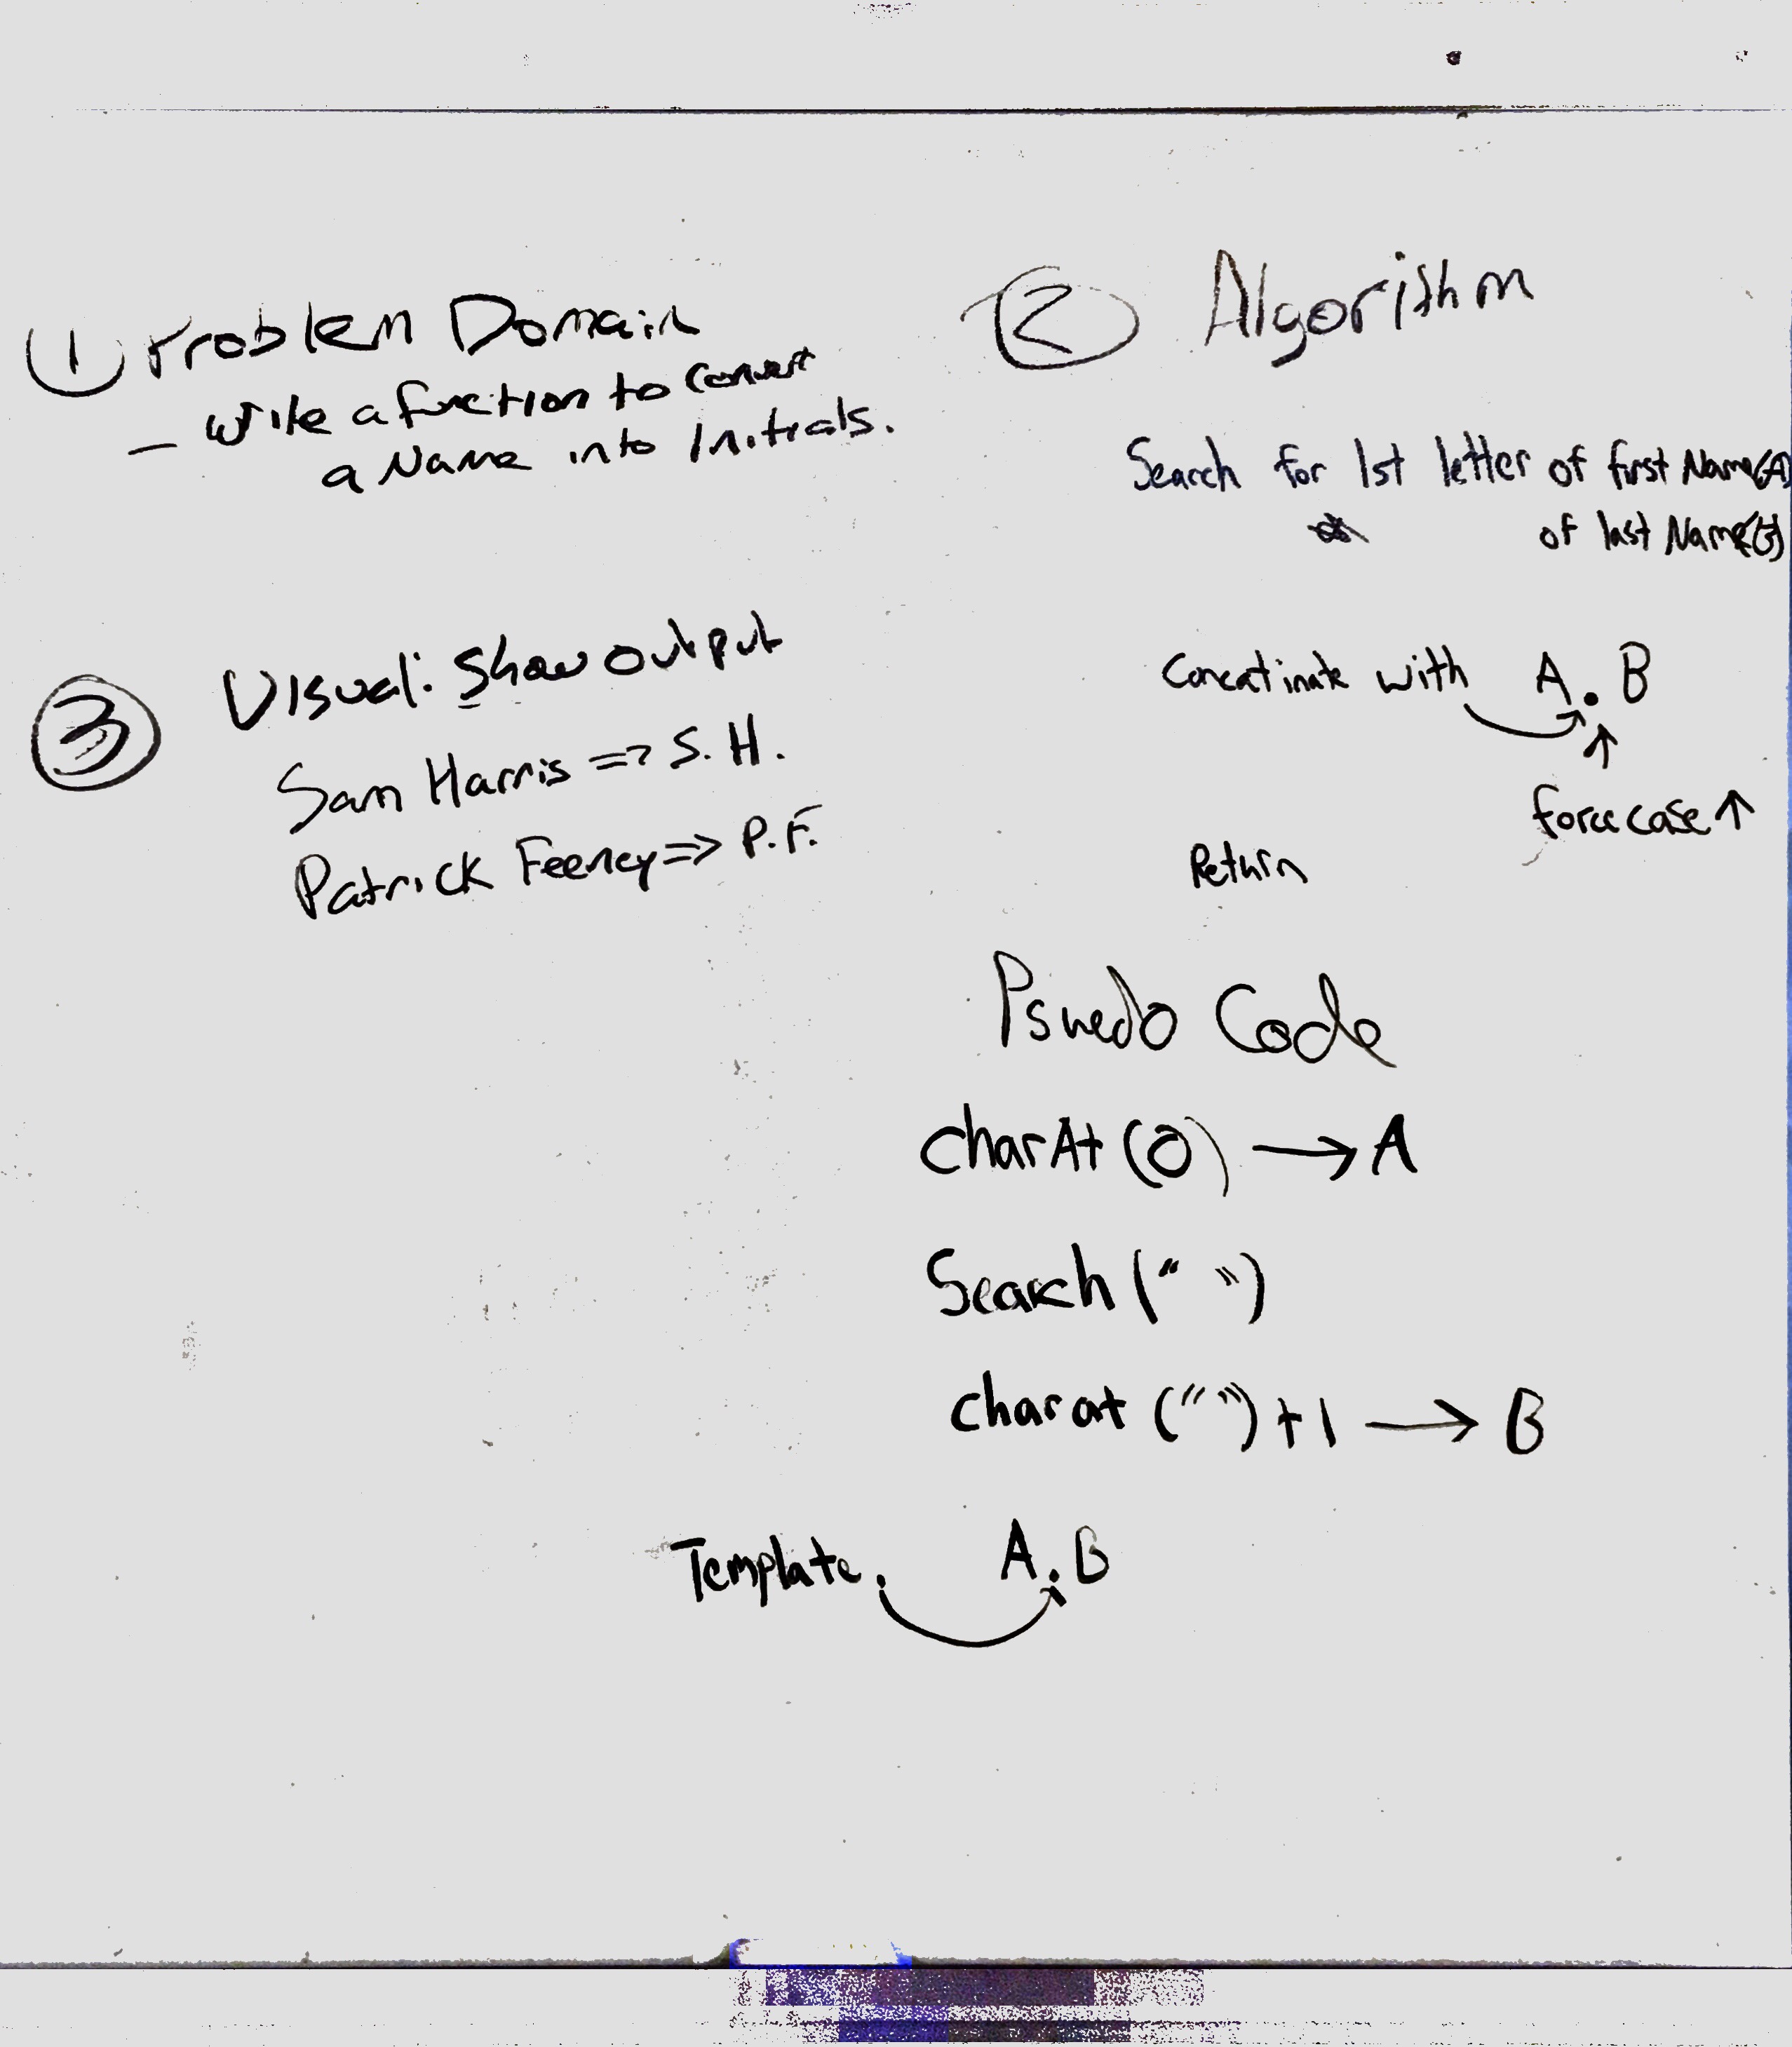 ① Problem Domain
- Write a function to convert
a Name into Initials.
② Algorithm
Search for 1st letter of first Name(A)
of last Name(B)
Concatinate with A.B
force case ↑
Return
③ Visual: Show output
Sam Harris => S. H.
Patrick Feeney => P.F.
Psuedo Code
charAt (0) → A
Search (" ")
charat (" ") +1 → B
Template. A.B